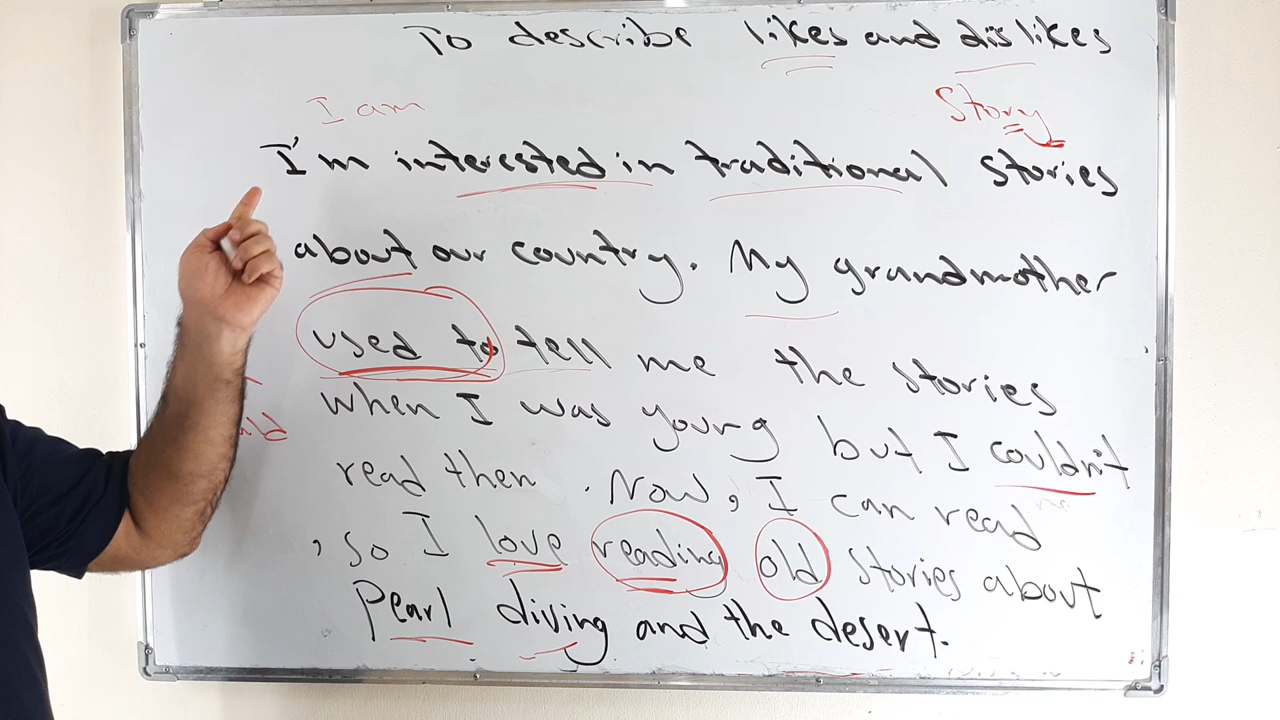 To describe likes and dislikes
I am
Story
I'm interested in traditional stories
about our country. My grandmother
used to tell me the stories
when I was young but I couldn't
read then. Now, I can read
, so I love reading old stories about
Pearl diving and the desert.